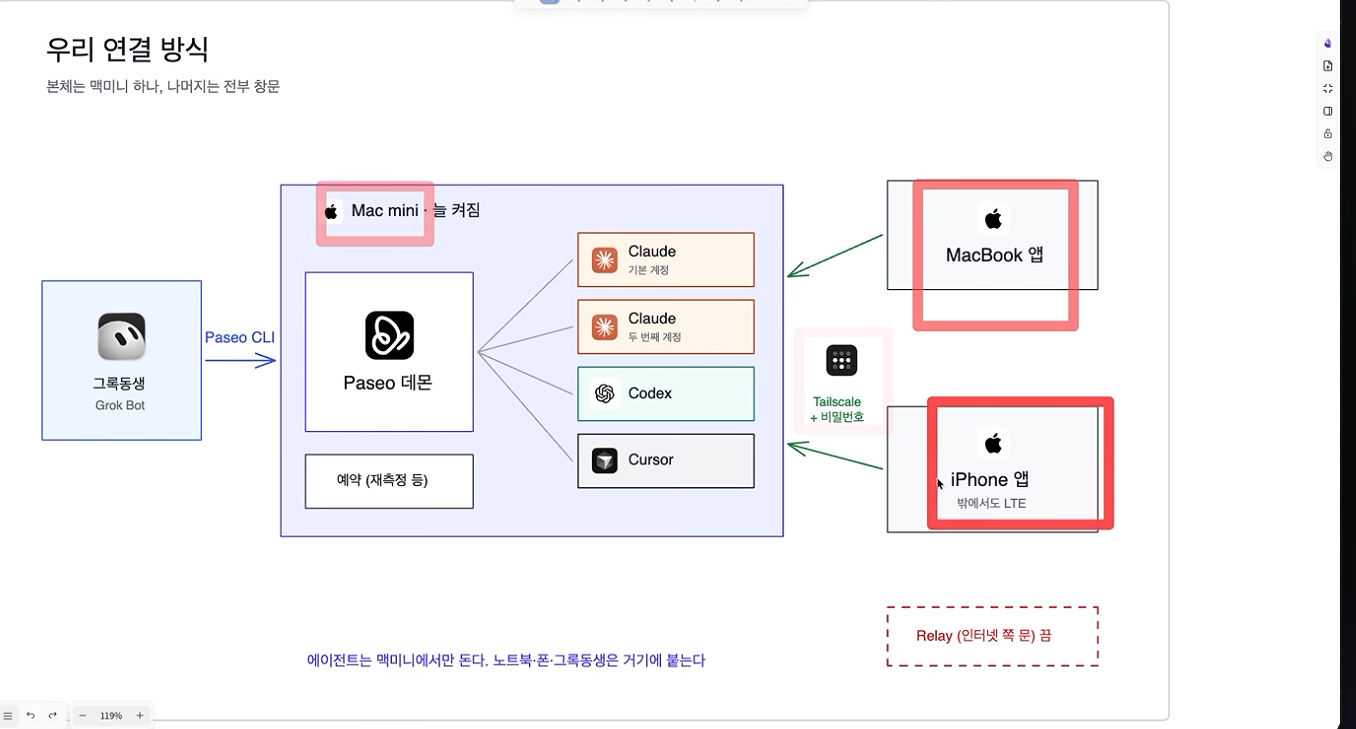 우리 연결 방식
본체는 맥미니 하나, 나머지는 전부 창문
Mac mini · 늘 켜짐
그록동생
Grok Bot
Paseo CLI
Paseo 데몬
예약 (재측정 등)
Claude
기본 계정
Claude
두 번째 계정
Codex
Cursor
Tailscale
+ 비밀번호
MacBook 앱
iPhone 앱
밖에서도 LTE
Relay (인터넷 쪽 문) 끔
에이전트는 맥미니에서만 돈다. 노트북·폰·그록동생은 거기에 붙는다
119%